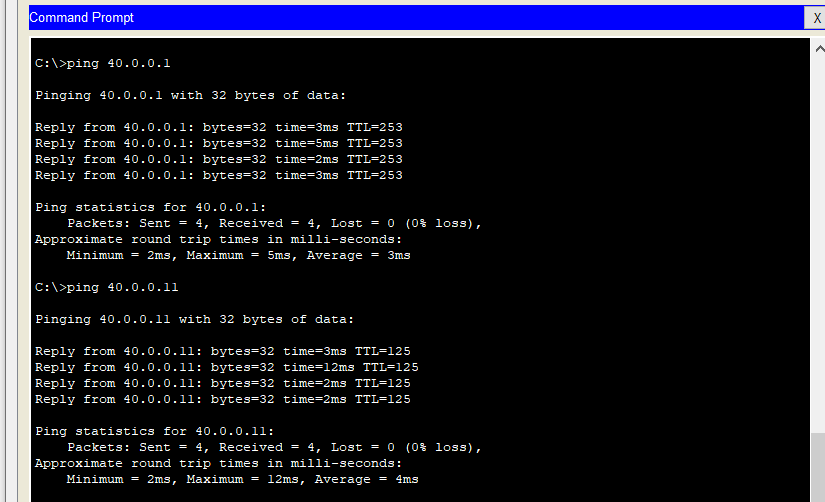 Command Prompt
X
C:\>ping 40.0.0.1
Pinging 40.0.0.1 with 32 bytes of data:
Reply from 40.0.0.1: bytes=32 time=3ms TTL=253
Reply from 40.0.0.1: bytes=32 time=5ms TTL=253
Reply from 40.0.0.1: bytes=32 time=2ms TTL=253
Reply from 40.0.0.1: bytes=32 time=3ms TTL=253
Ping statistics for 40.0.0.1:
    Packets: Sent = 4, Received = 4, Lost = 0 (0% loss),
Approximate round trip times in milli-seconds:
    Minimum = 2ms, Maximum = 5ms, Average = 3ms
C:\>ping 40.0.0.11
Pinging 40.0.0.11 with 32 bytes of data:
Reply from 40.0.0.11: bytes=32 time=3ms TTL=125
Reply from 40.0.0.11: bytes=32 time=12ms TTL=125
Reply from 40.0.0.11: bytes=32 time=2ms TTL=125
Reply from 40.0.0.11: bytes=32 time=2ms TTL=125
Ping statistics for 40.0.0.11:
    Packets: Sent = 4, Received = 4, Lost = 0 (0% loss),
Approximate round trip times in milli-seconds:
    Minimum = 2ms, Maximum = 12ms, Average = 4ms